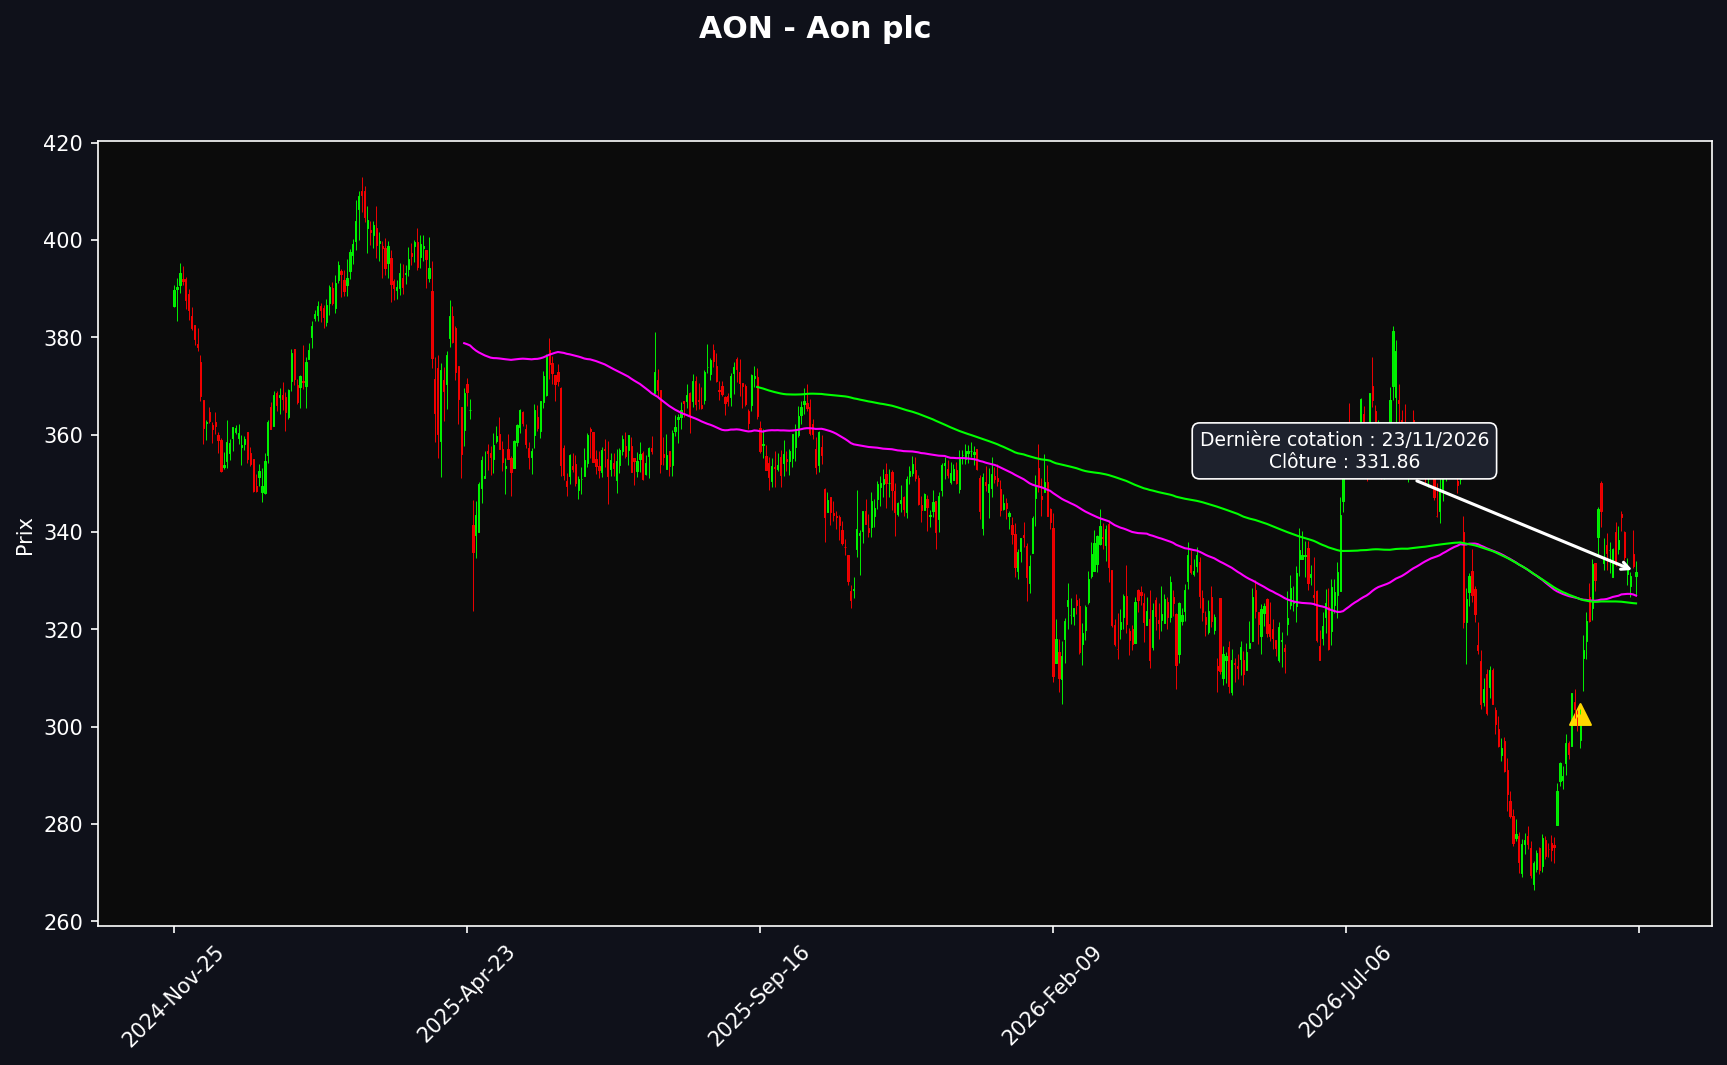 AON - Aon plc
420
400
380
360
340
320
300
280
260
Prix
Dernière cotation : 23/11/2026
Clôture : 331.86
2024-Nov-25
2025-Apr-23
2025-Sep-16
2026-Feb-09
2026-Jul-06